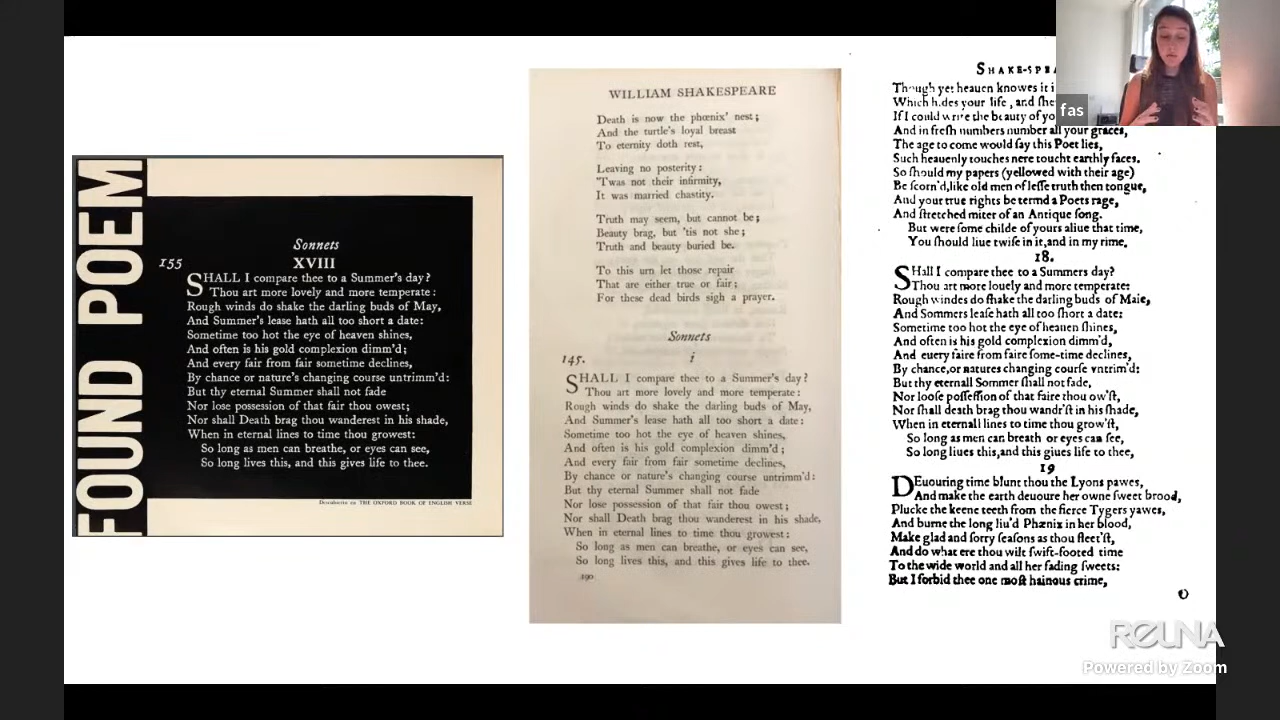 FOUND POEM
Sonnets
155
XVIII
SHALL I compare thee to a Summer's day?
Thou art more lovely and more temperate:
Rough winds do shake the darling buds of May,
And Summer's lease hath all too short a date:
Sometime too hot the eye of heaven shines,
And often is his gold complexion dimm'd;
And every fair from fair sometime declines,
By chance or nature's changing course untrimm'd:
But thy eternal Summer shall not fade
Nor lose possession of that fair thou owest;
Nor shall Death brag thou wanderest in his shade,
When in eternal lines to time thou growest:
So long as men can breathe, or eyes can see,
So long lives this, and this gives life to thee.
Descubierto en THE OXFORD BOOK OF ENGLISH VERSE
WILLIAM SHAKESPEARE
Death is now the phœnix' nest;
And the turtle's loyal breast
To eternity doth rest,
Leaving no posterity:
'Twas not their infirmity,
It was married chastity.
Truth may seem, but cannot be;
Beauty brag, but 'tis not she;
Truth and beauty buried be.
To this urn let those repair
That are either true or fair;
For these dead birds sigh a prayer.
Sonnets
145.
i
SHALL I compare thee to a Summer's day?
Thou art more lovely and more temperate:
Rough winds do shake the darling buds of May,
And Summer's lease hath all too short a date:
Sometime too hot the eye of heaven shines,
And often is his gold complexion dimm'd;
And every fair from fair sometime declines,
By chance or nature's changing course untrimm'd:
But thy eternal Summer shall not fade
Nor lose possession of that fair thou owest;
Nor shall Death brag thou wanderest in his shade,
When in eternal lines to time thou growest:
So long as men can breathe, or eyes can see,
So long lives this, and this gives life to thee.
190
SHAKE-SPEA
Though yet heauen knowes it i
Which hides your life, and she
If I could write the beauty of yo
And in fresh numbers number all your graces,
The age to come would say this Poet lies,
Such heauenly touches nere toucht earthly faces.
So should my papers (yellowed with their age)
Be scorn'd, like old men of lesse truth then tongue,
And your true rights be termd a Poets rage,
And stretched miter of an Antique song.
But were some childe of yours aliue that time,
You should liue twise in it, and in my rime.
18.
SHall I compare thee to a Summers day?
Thou art more louely and more temperate:
Rough windes do shake the darling buds of Maie,
And Sommers lease hath all too short a date:
Sometime too hot the eye of heauen shines,
And often is his gold complexion dimm'd,
And euery faire from faire some-time declines,
By chance, or natures changing course vntrim'd:
But thy eternall Sommer shall not fade,
Nor loose possession of that faire thou ow'st,
Nor shall death brag thou wandr'st in his shade,
When in eternall lines to time thou grow'st,
So long as men can breath or eyes can see,
So long liues this, and this giues life to thee,
19
DEuouring time blunt thou the Lyons pawes,
And make the earth deuoure her owne sweet brood,
Plucke the keene teeth from the fierce Tygers yawes,
And burne the long liu'd Phænix in her blood,
Make glad and sorry seasons as thou fleet'st,
And do what ere thou wilt swift-footed time
To the wide world and all her fading sweets:
But I forbid thee one most hainous crime,
O
fas
REUNA
Powered by Zoom